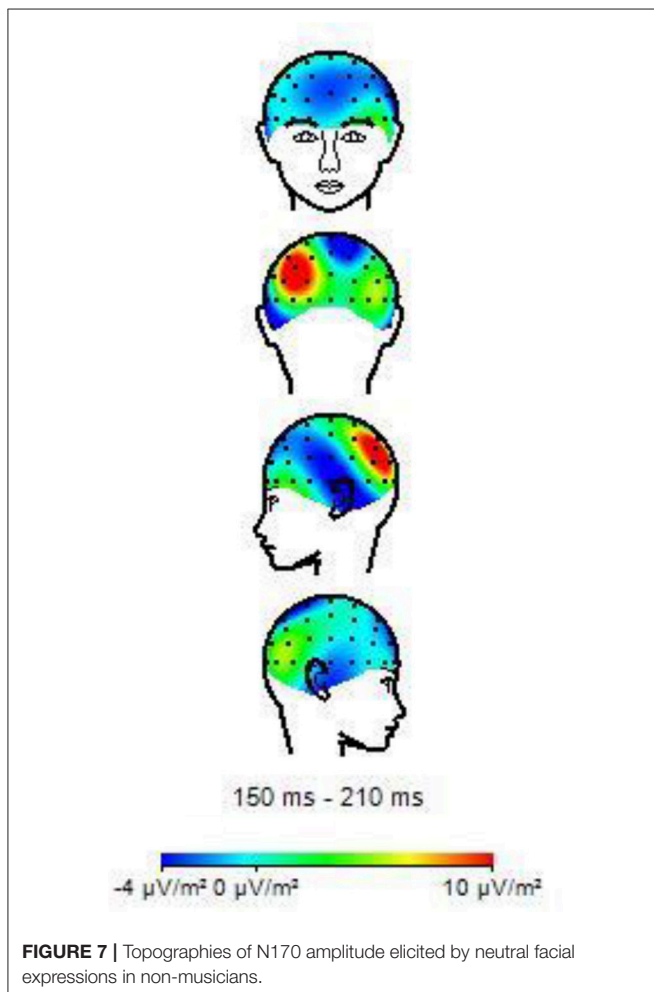 150 ms - 210 ms
-4 µV/m² 0 µV/m² 10 µV/m²
FIGURE 7 | Topographies of N170 amplitude elicited by neutral facial
expressions in non-musicians.